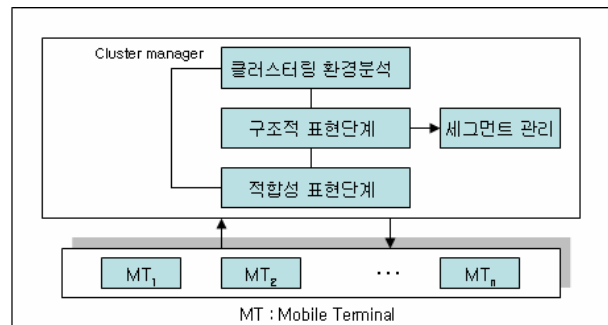 Cluster manager
클러스터링 환경분석
구조적 표현단계
세그먼트 관리
적합성 표현단계
MT₁
MT₂
...
MTₙ
MT : Mobile Terminal